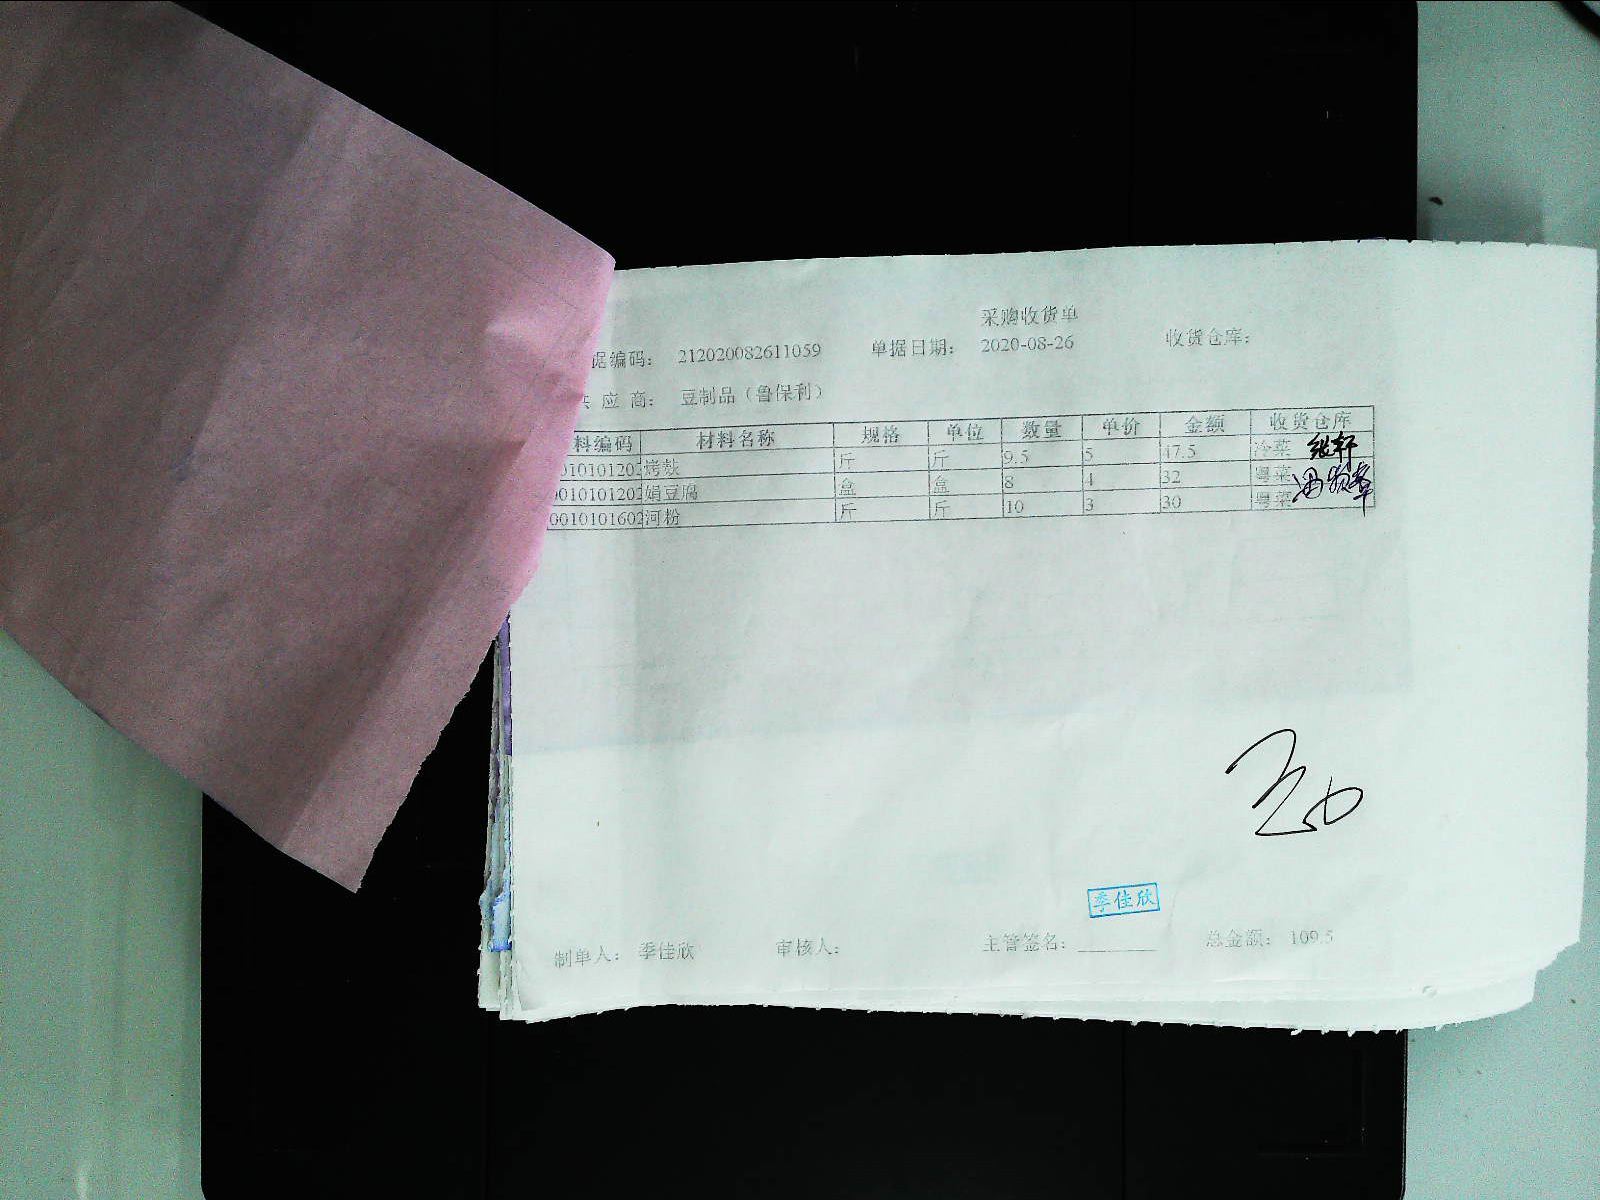 采购收货单
据编码： 212020082611059 单据日期： 2020-08-26 收货仓库：
应 商： 豆制品（鲁保利）
料编码 材料名称 规格 单位 数量 单价 金额 收货仓库
0101012 烤麸 斤 斤 9.5 5 47.5 冷菜
00101012 娟豆腐 盒 盒 8 4 32 粤菜
0010101602 河粉 斤 斤 10 3 30 粤菜
季佳欣
制单人： 季佳欣 审核人： 主管签名： 总金额： 109.5